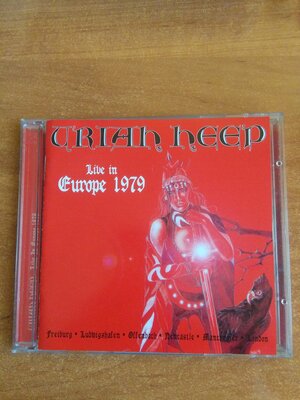 URIAH HEEP
Live in
Europe 1979
Freiburg • Ludwigshafen • Offenbach • Newcastle • Manchester • London